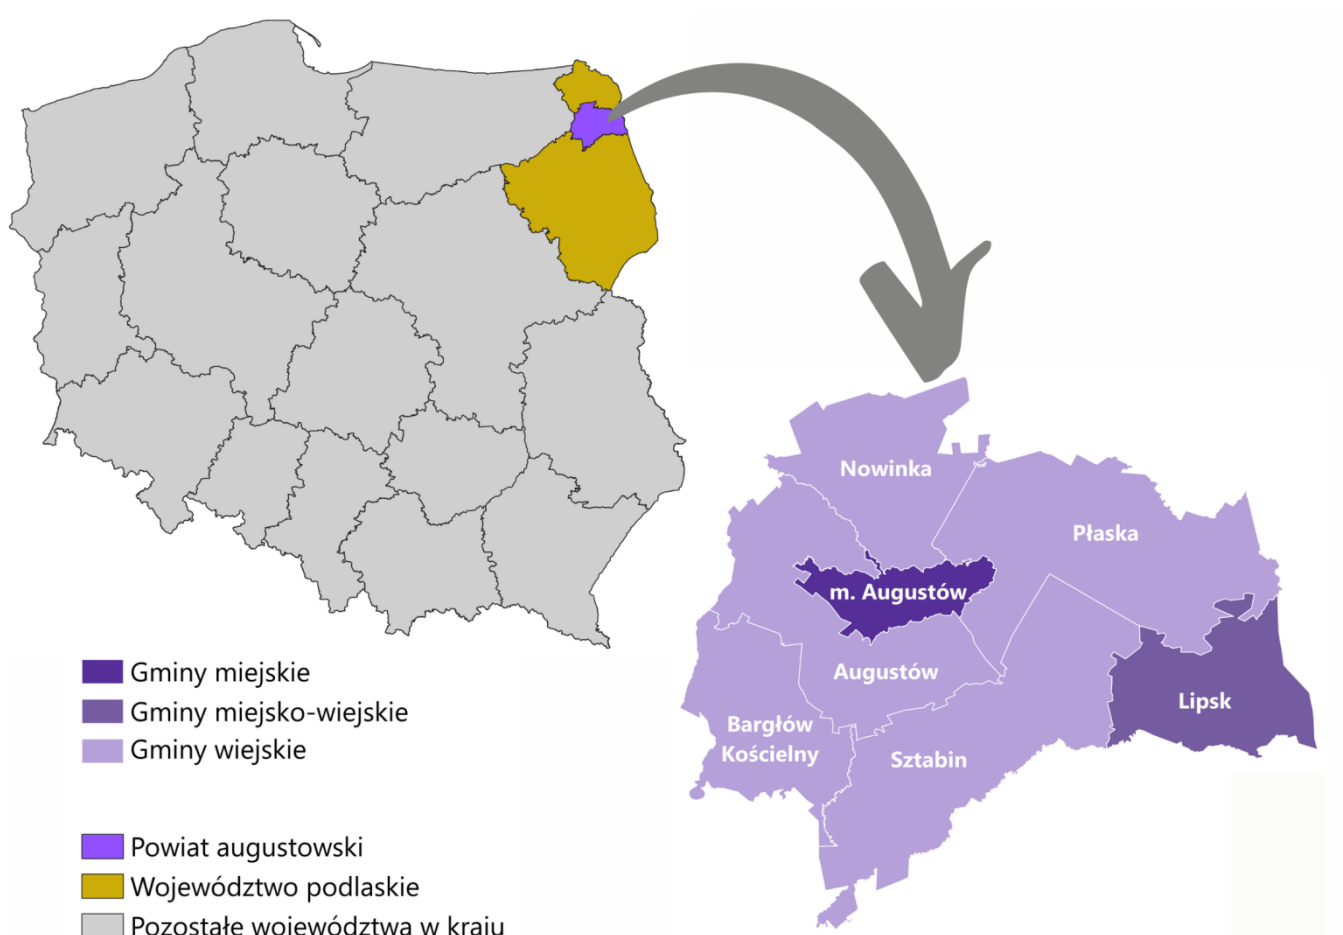 Nowinka
Płaska
m. Augustów
Augustów
Lipsk
Bargłów
Kościelny
Sztabin
Gminy miejskie
Gminy miejsko-wiejskie
Gminy wiejskie
Powiat augustowski
Województwo podlaskie
Pozostałe województwa w kraju